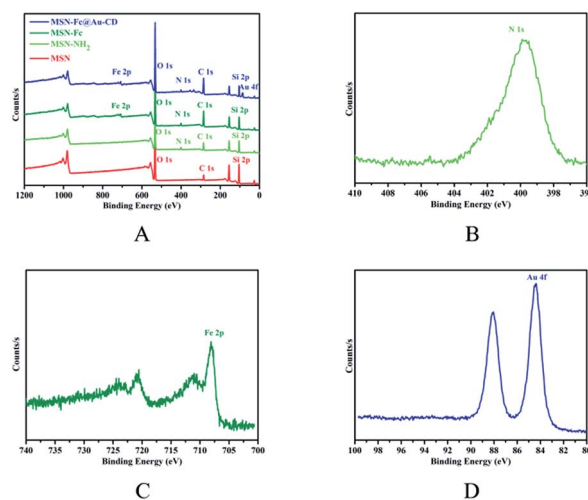 MSN-Fc@Au-CD
MSN-Fc
MSN-NH2
MSN
O 1s
C 1s
Si 2p
Fe 2p
N 1s
Au 4f
O 1s
C 1s
Fe 2p
N 1s
Si 2p
O 1s
N 1s
C 1s
Si 2p
O 1s
C 1s
Si 2p
Counts/s
1200 1000 800 600 400 200 0
Binding Energy (eV)
A
N 1s
Counts/s
410 408 406 404 402 400 398 396
Binding Energy (eV)
B
Fe 2p
Counts/s
740 730 720 710 700
Binding Energy (eV)
C
Au 4f
Counts/s
100 98 96 94 92 90 88 86 84 82 80
Binding Energy (eV)
D